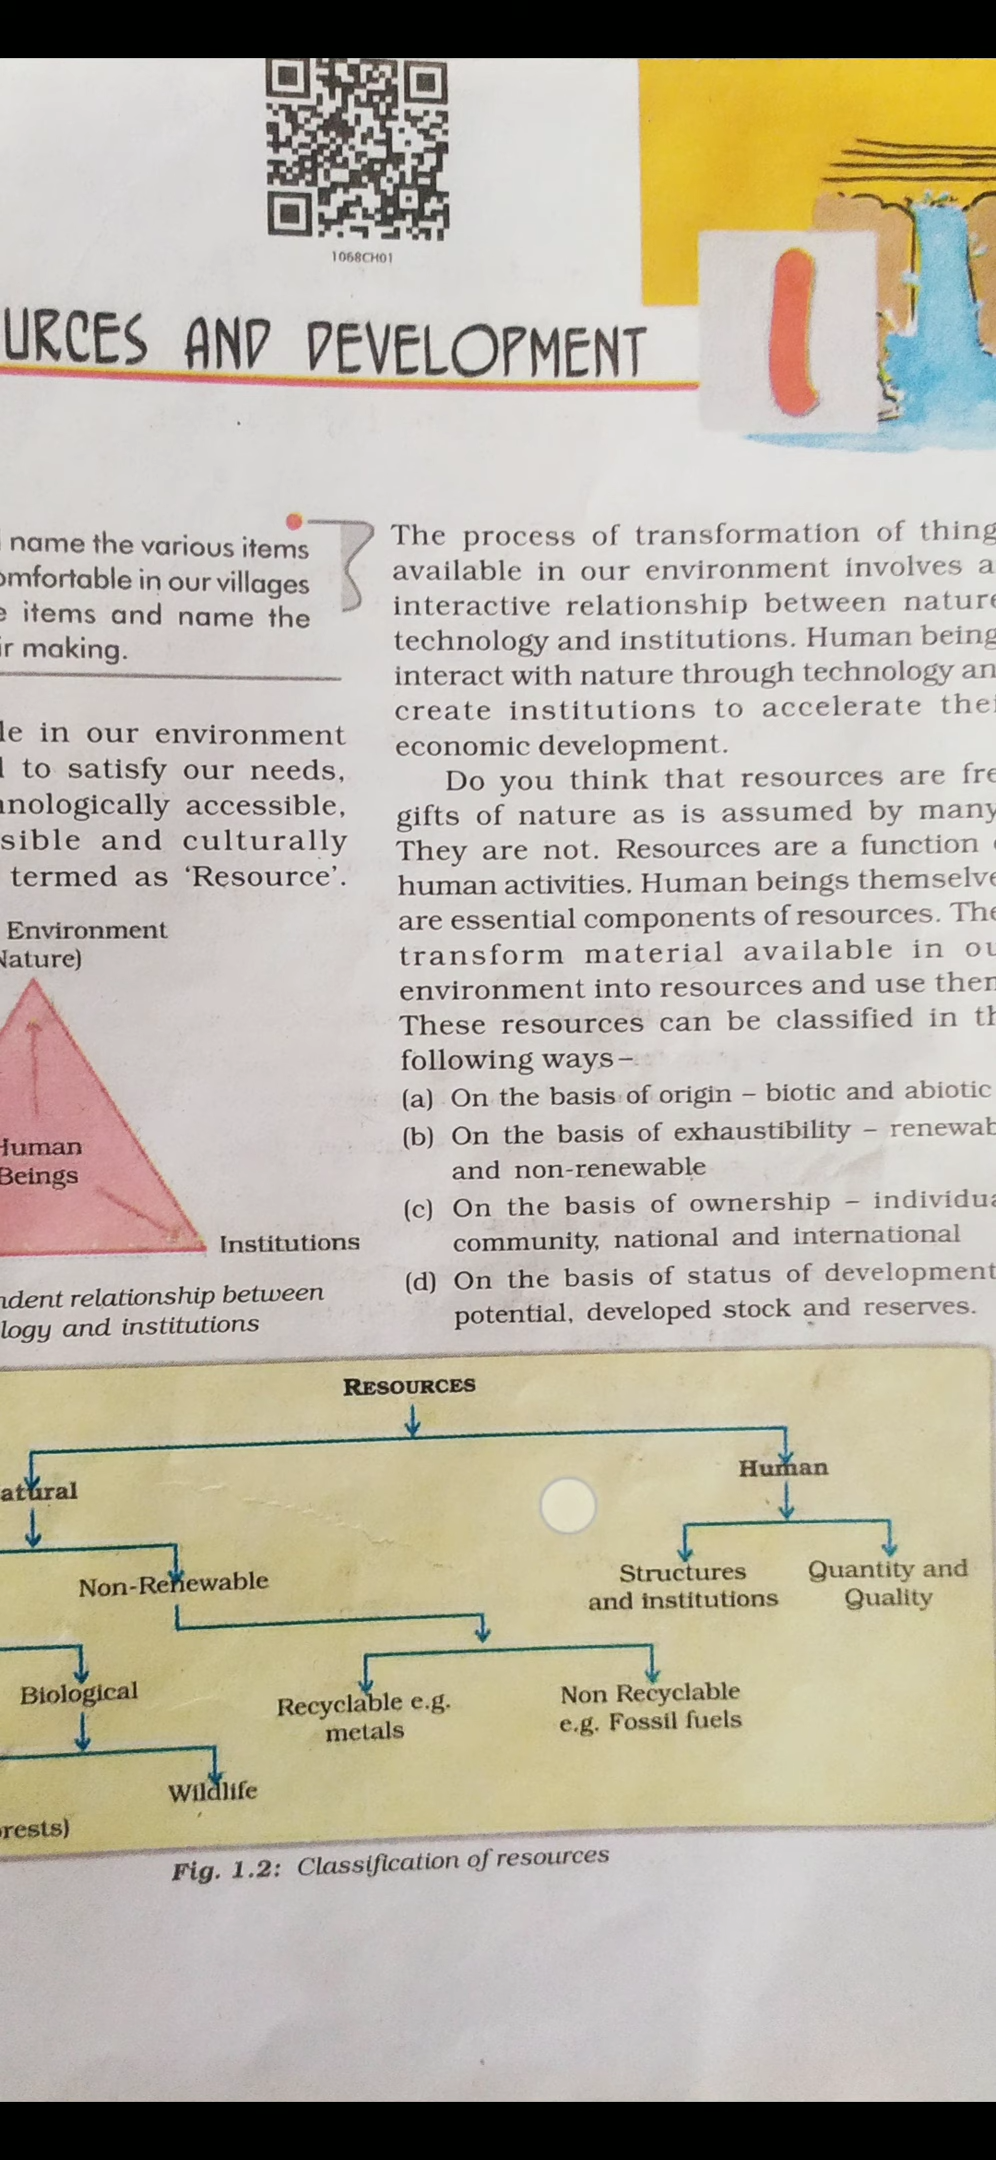 1068CH01
URCES AND DEVELOPMENT
name the various items
omfortable in our villages
e items and name the
ir making.
le in our environment
l to satisfy our needs,
nnologically accessible,
sible and culturally
termed as ‘Resource’.
Environment
Nature)
Human
Beings
Institutions
ndent relationship between
logy and institutions
The process of transformation of thing
available in our environment involves a
interactive relationship between nature
technology and institutions. Human being
interact with nature through technology an
create institutions to accelerate thei
economic development.
Do you think that resources are fre
gifts of nature as is assumed by many
They are not. Resources are a function
human activities. Human beings themselve
are essential components of resources. The
transform material available in ou
environment into resources and use them
These resources can be classified in th
following ways –
(a) On the basis of origin – biotic and abiotic
(b) On the basis of exhaustibility – renewab
and non-renewable
(c) On the basis of ownership – individua
community, national and international
(d) On the basis of status of development
potential, developed stock and reserves.
RESOURCES
atural
Human
Non-Renewable
Structures
and institutions
Quantity and
Quality
Biological
Recyclable e.g.
metals
Non Recyclable
e.g. Fossil fuels
Wildlife
orests)
Fig. 1.2: Classification of resources